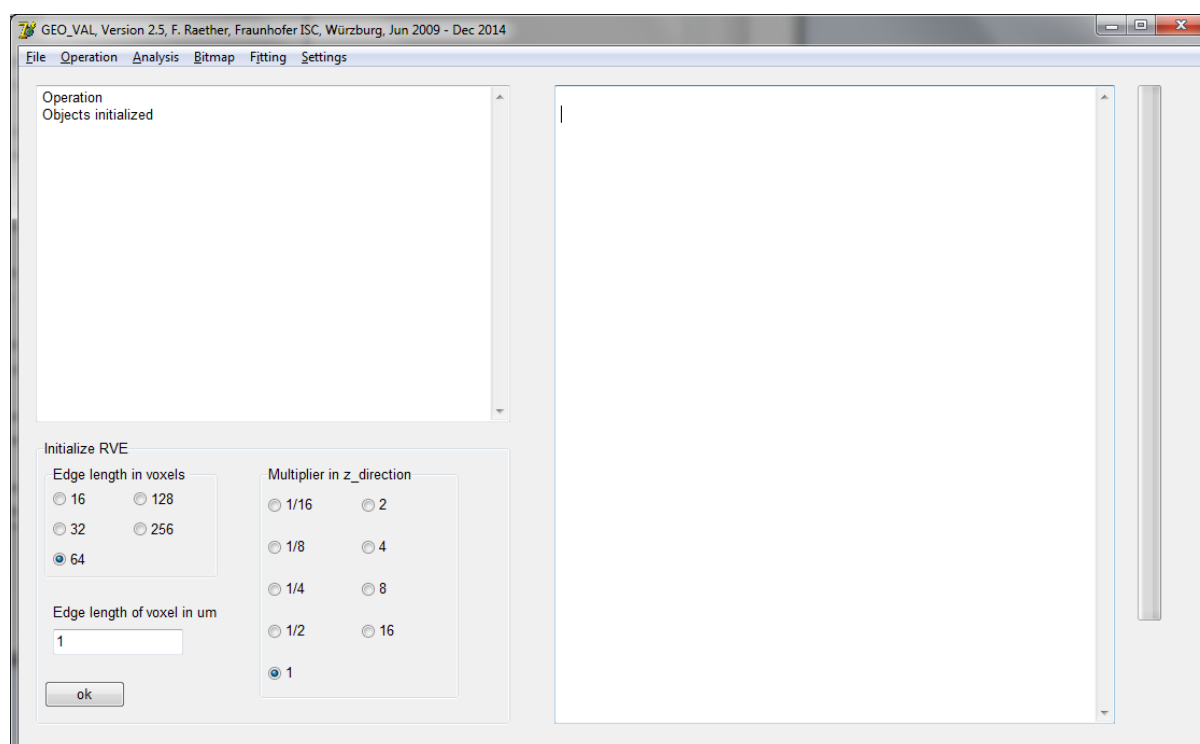 GEO_VAL, Version 2.5, F. Raether, Fraunhofer ISC, Würzburg, Jun 2009 - Dec 2014
File Operation Analysis Bitmap Fitting Settings
Operation
Objects initialized
Initialize RVE
Edge length in voxels
16 128
32 256
64
Edge length of voxel in um
1
ok
Multiplier in z_direction
1/16 2
1/8 4
1/4 8
1/2 16
1